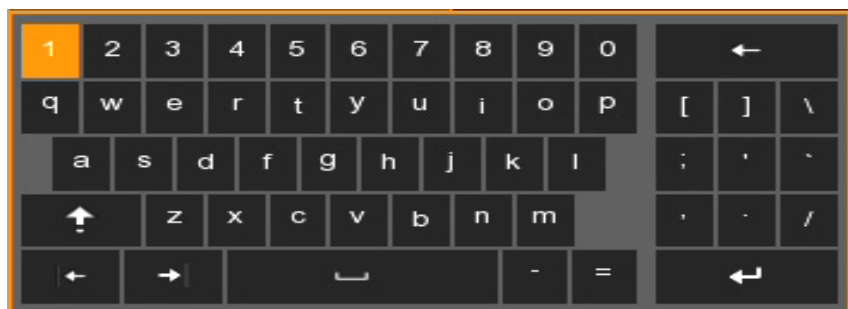 1 2 3 4 5 6 7 8 9 0 ←
q w e r t y u i o p [ ] \
a s d f g h j k l ; ' `
z x c v b n m , . /
- =